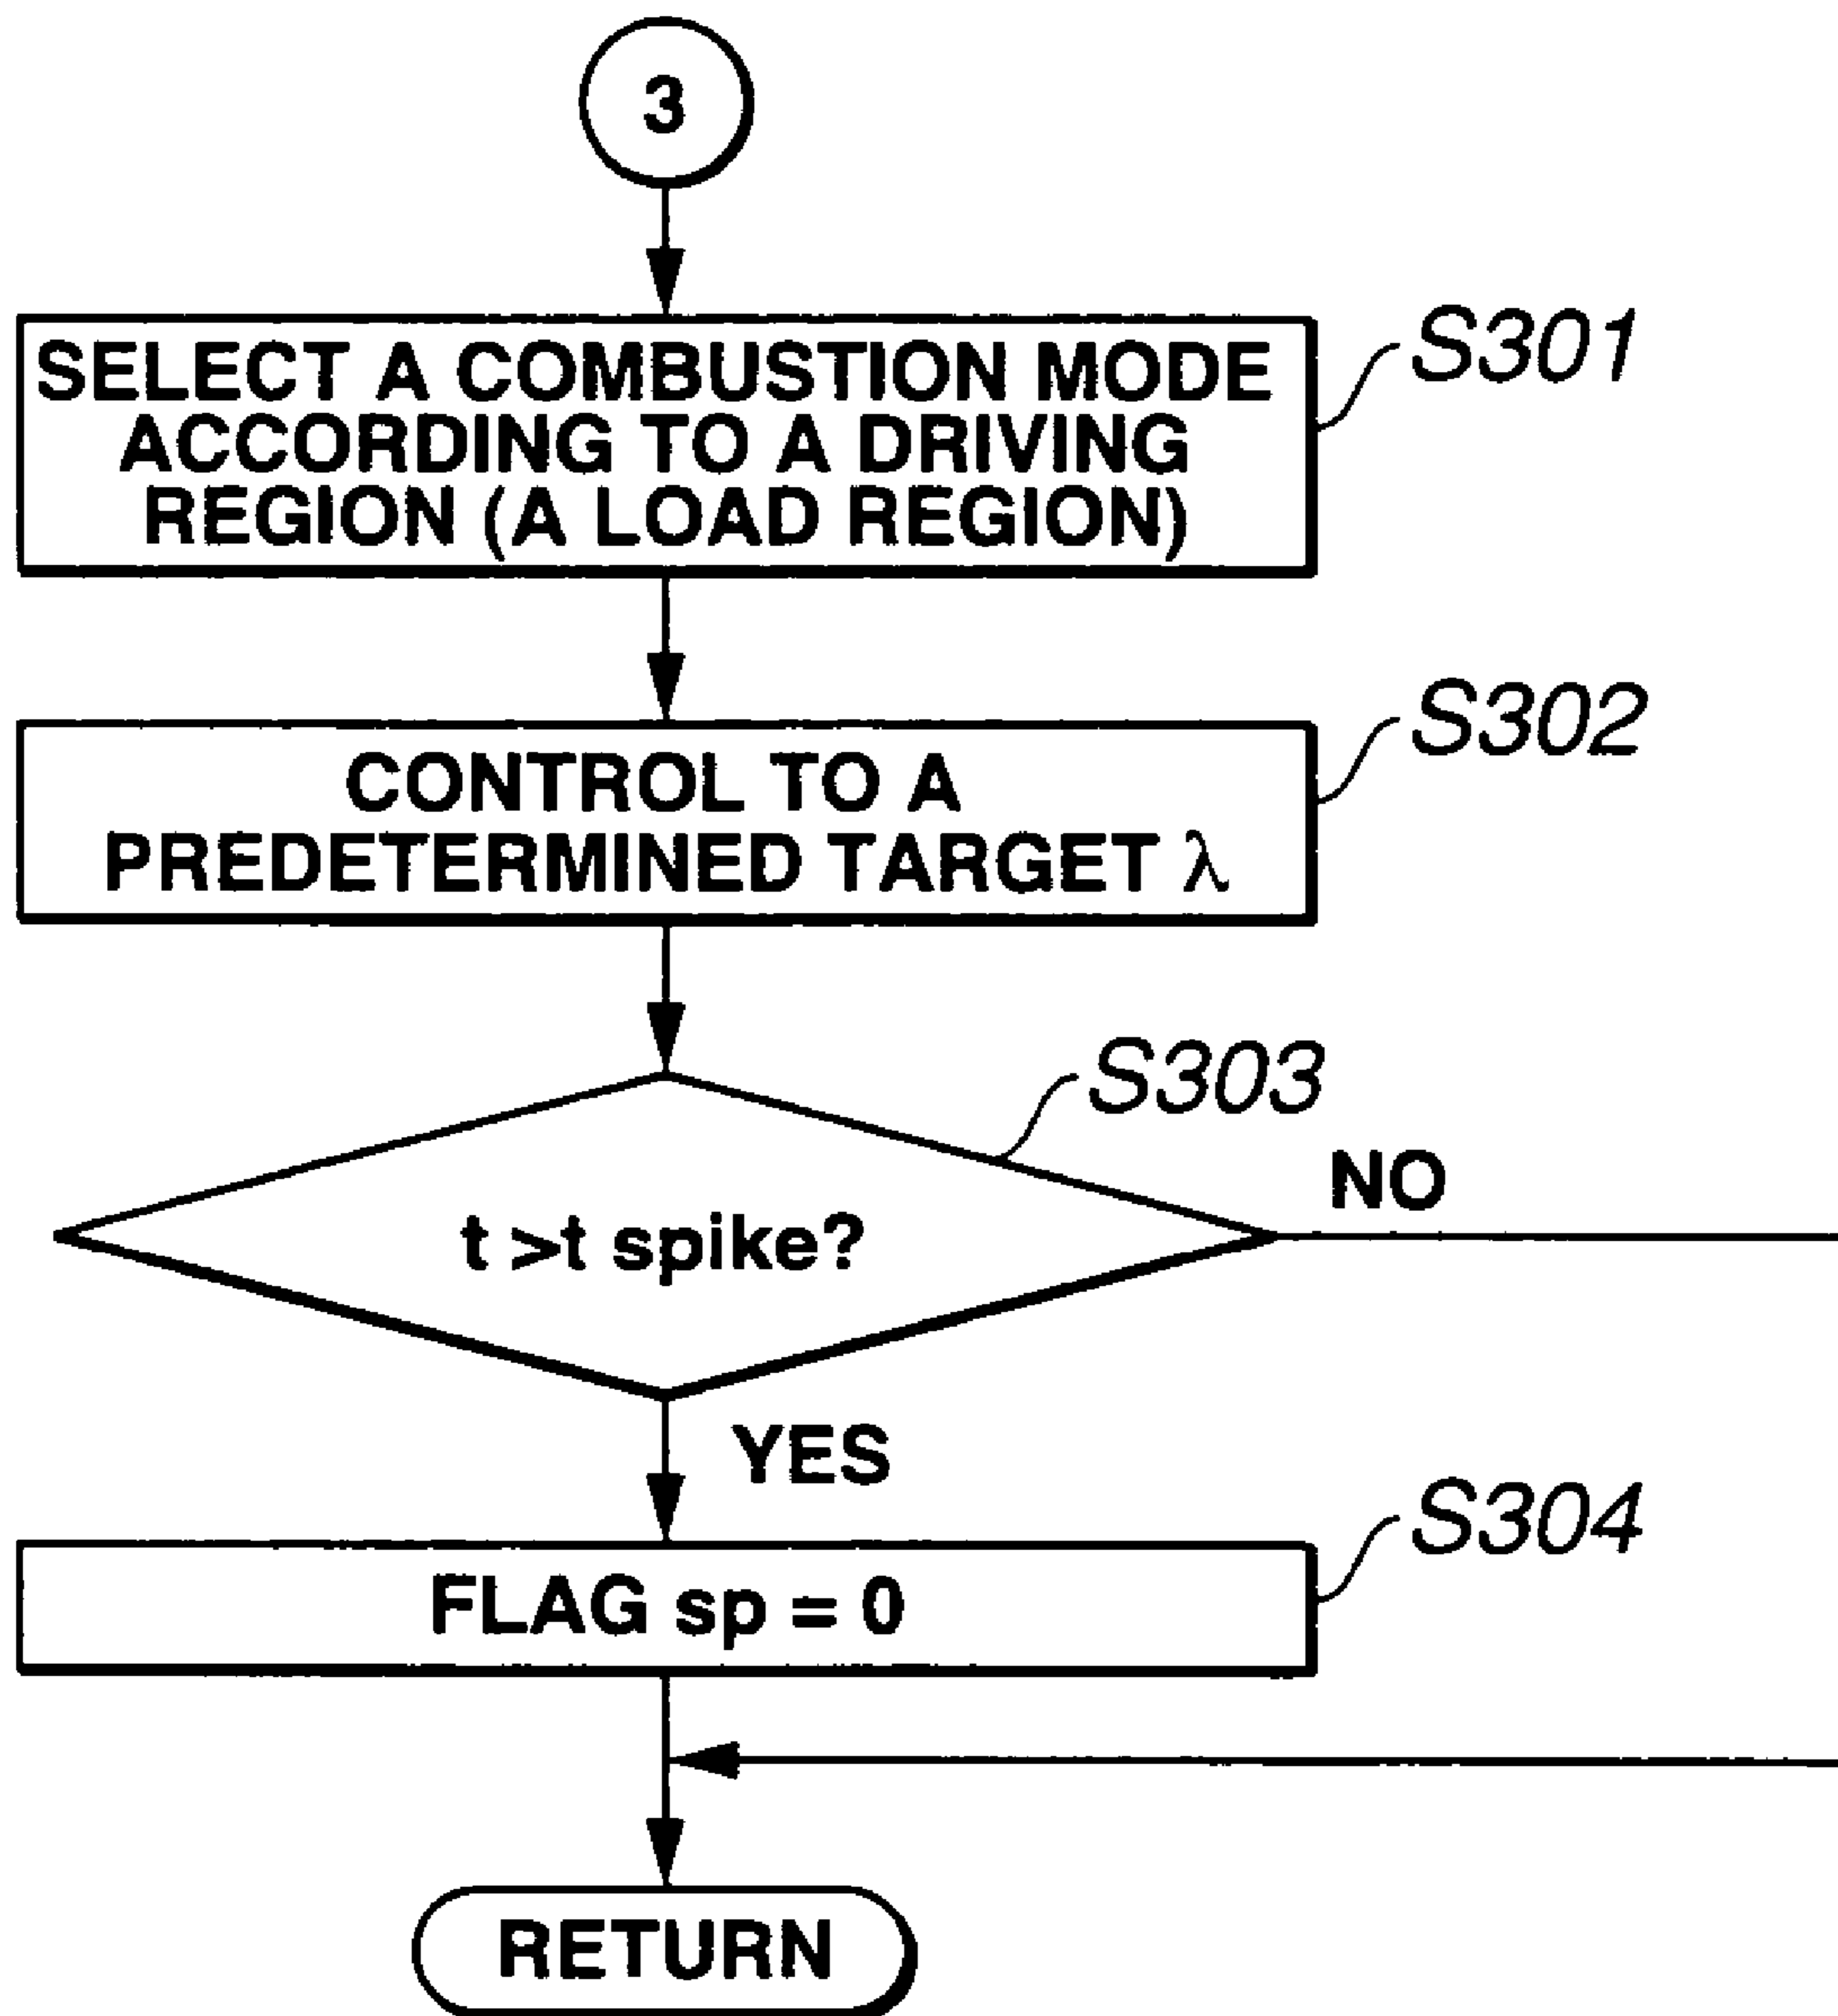 3
SELECT A COMBUSTION MODE
ACCORDING TO A DRIVING
REGION (A LOAD REGION)
S301
CONTROL TO A
PREDETERMINED TARGET λ
S302
S303
t >t spike?
NO
YES
FLAG sp = 0
S304
RETURN